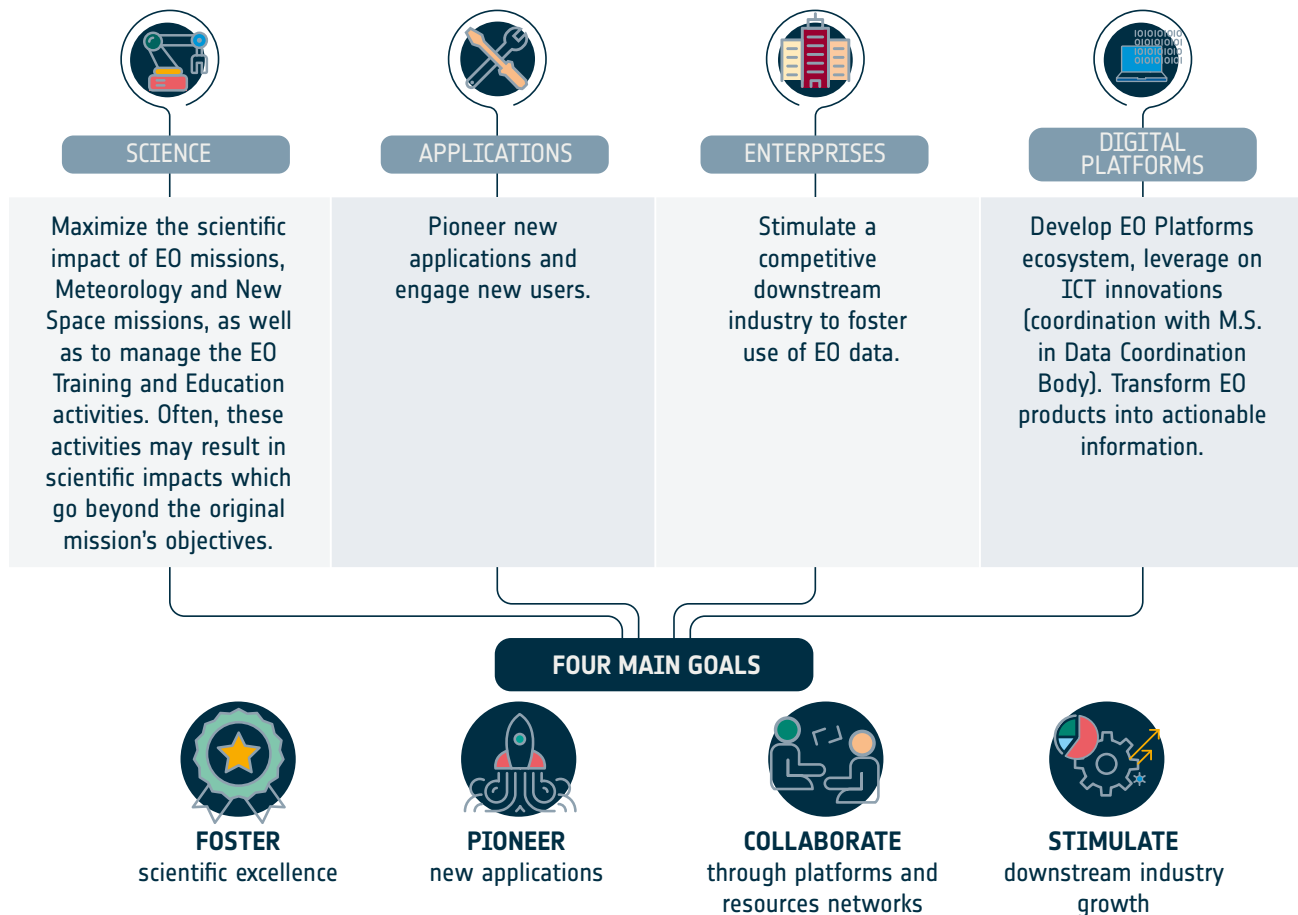 1010101010
0101010101
1010101010
0101010101
SCIENCE
APPLICATIONS
ENTERPRISES
DIGITAL
PLATFORMS
Maximize the scientific
impact of EO missions,
Meteorology and New
Space missions, as well
as to manage the EO
Training and Education
activities. Often, these
activities may result in
scientific impacts which
go beyond the original
mission's objectives.
Pioneer new
applications and
engage new users.
Stimulate a
competitive
downstream
industry to foster
use of EO data.
Develop EO Platforms
ecosystem, leverage on
ICT innovations
(coordination with M.S.
in Data Coordination
Body). Transform EO
products into actionable
information.
FOUR MAIN GOALS
FOSTER
scientific excellence
PIONEER
new applications
COLLABORATE
through platforms and
resources networks
STIMULATE
downstream industry
growth